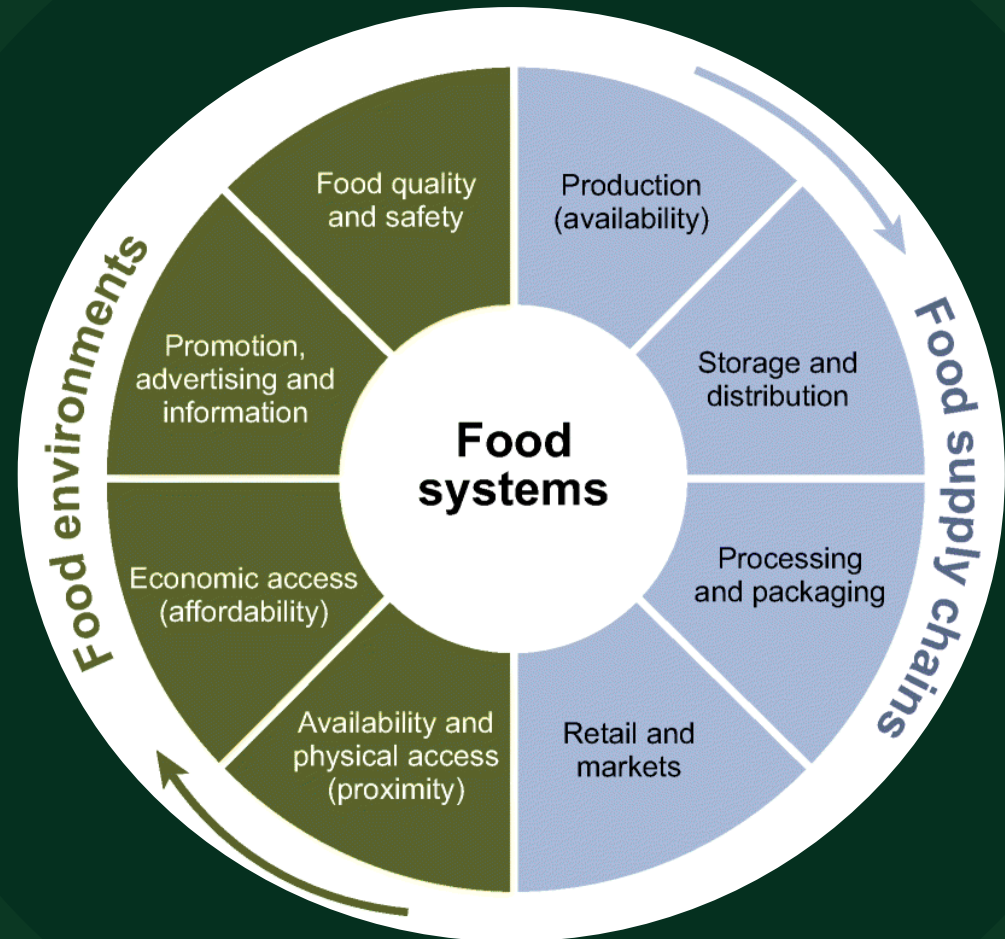 Food
systems
Food supply chains
Production
(availability)
Storage and
distribution
Processing
and packaging
Retail and
markets
Food environments
Availability and
physical access
(proximity)
Economic access
(affordability)
Promotion,
advertising and
information
Food quality
and safety